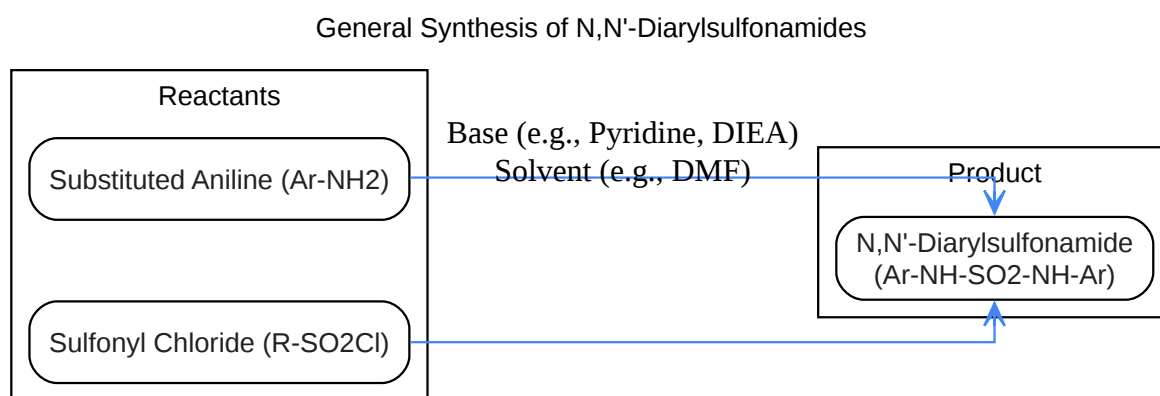 General Synthesis of N,N'-Diarylsulfonamides
Reactants
Substituted Aniline (Ar-NH2)
Sulfonyl Chloride (R-SO2Cl)
Base (e.g., Pyridine, DIEA)
Solvent (e.g., DMF)
Product
N,N'-Diarylsulfonamide
(Ar-NH-SO2-NH-Ar)